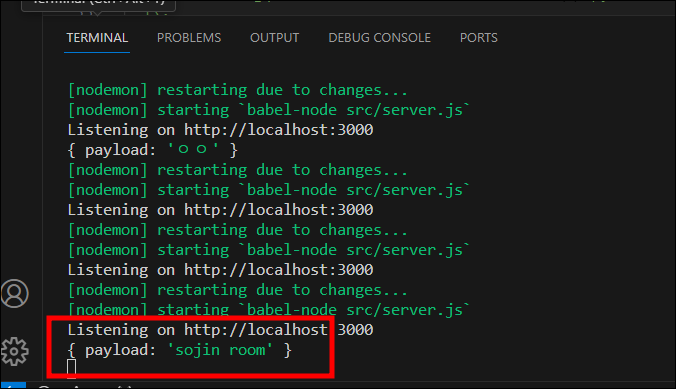 TERMINAL PROBLEMS OUTPUT DEBUG CONSOLE PORTS
[nodemon] restarting due to changes...
[nodemon] starting `babel-node src/server.js`
Listening on http://localhost:3000
{ payload: 'ㅇㅇ' }
[nodemon] restarting due to changes...
[nodemon] starting `babel-node src/server.js`
Listening on http://localhost:3000
[nodemon] restarting due to changes...
[nodemon] starting `babel-node src/server.js`
Listening on http://localhost:3000
[nodemon] restarting due to changes...
[nodemon] starting `babel-node src/server.js`
Listening on http://localhost:3000
{ payload: 'sojin room' }